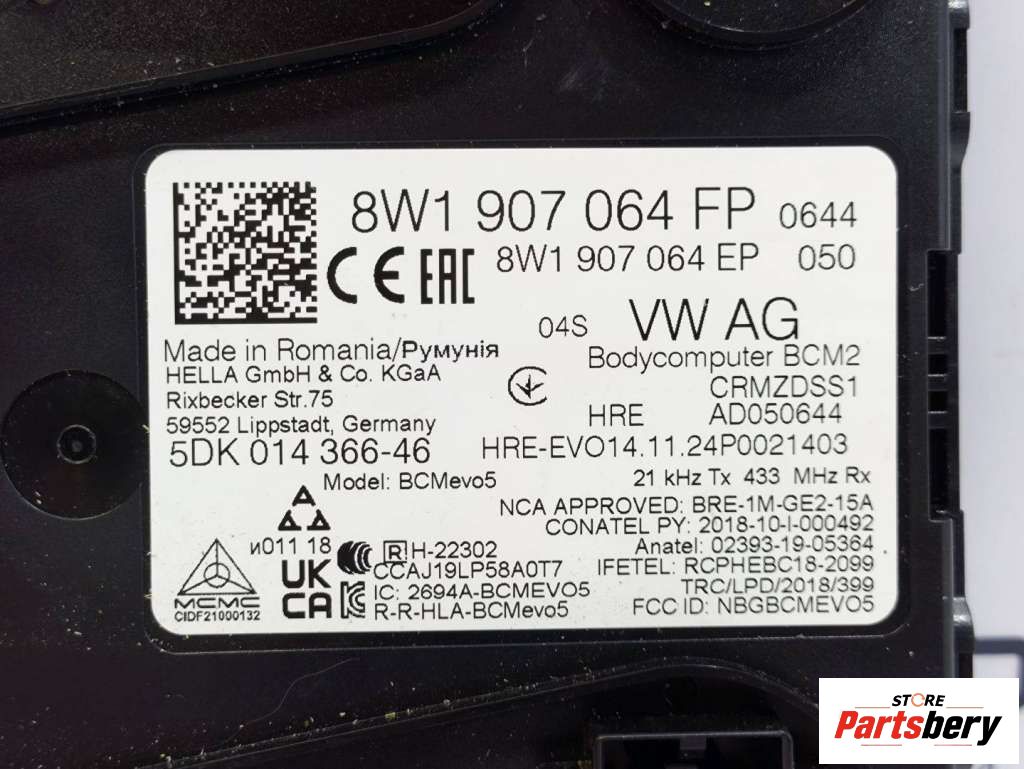 8W1 907 064 FP 0644
8W1 907 064 EP 050
CE EAC
04S VW AG
Made in Romania/Румунія
Bodycomputer BCM2
HELLA GmbH & Co. KGaA
CRMZDSS1
Rixbecker Str.75
HRE AD050644
59552 Lippstadt, Germany
5DK 014 366-46
HRE-EVO14.11.24P0021403
Model: BCMevo5
21 kHz Tx 433 MHz Rx
NCA APPROVED: BRE-1M-GE2-15A
CONATEL PY: 2018-10-I-000492
Anatel: 02393-19-05364
IFETEL: RCPHEBC18-2099
TRC/LPD/2018/399
FCC ID: NBGBCMEVO5
и011 18
R H-22302
CCAJ19LP58A0T7
IC: 2694A-BCMEVO5
R-R-HLA-BCMevo5
UK
CA
MCMC
CIDF21000132
STORE
Partsbery